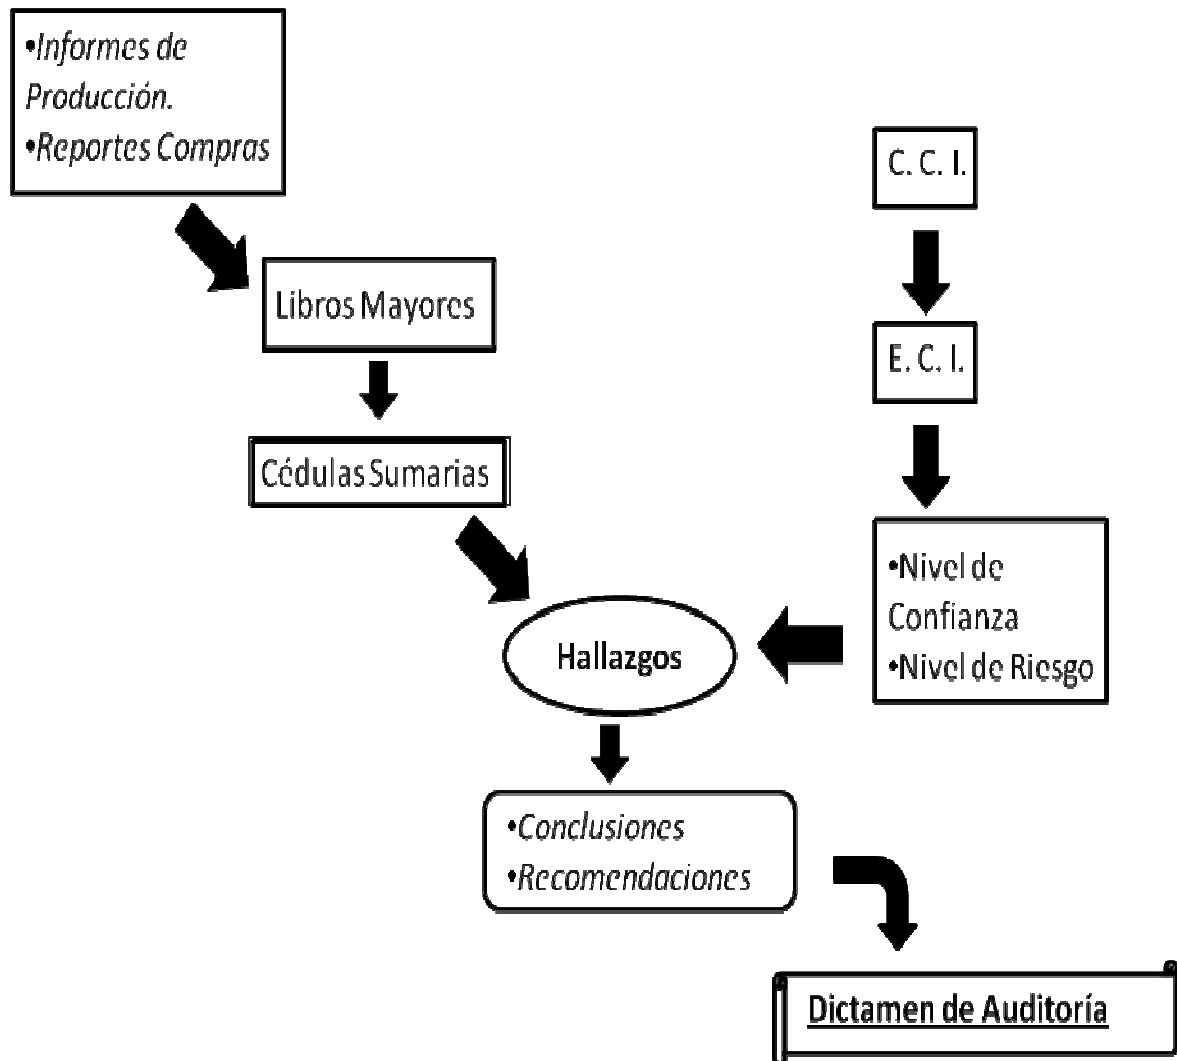 •Informes de
Producción.
•Reportes Compras
C. C. I.
Libros Mayores
E. C. I.
Cédulas Sumarias
•Nivel de
Confianza
•Nivel de Riesgo
Hallazgos
•Conclusiones
•Recomendaciones
Dictamen de Auditoría